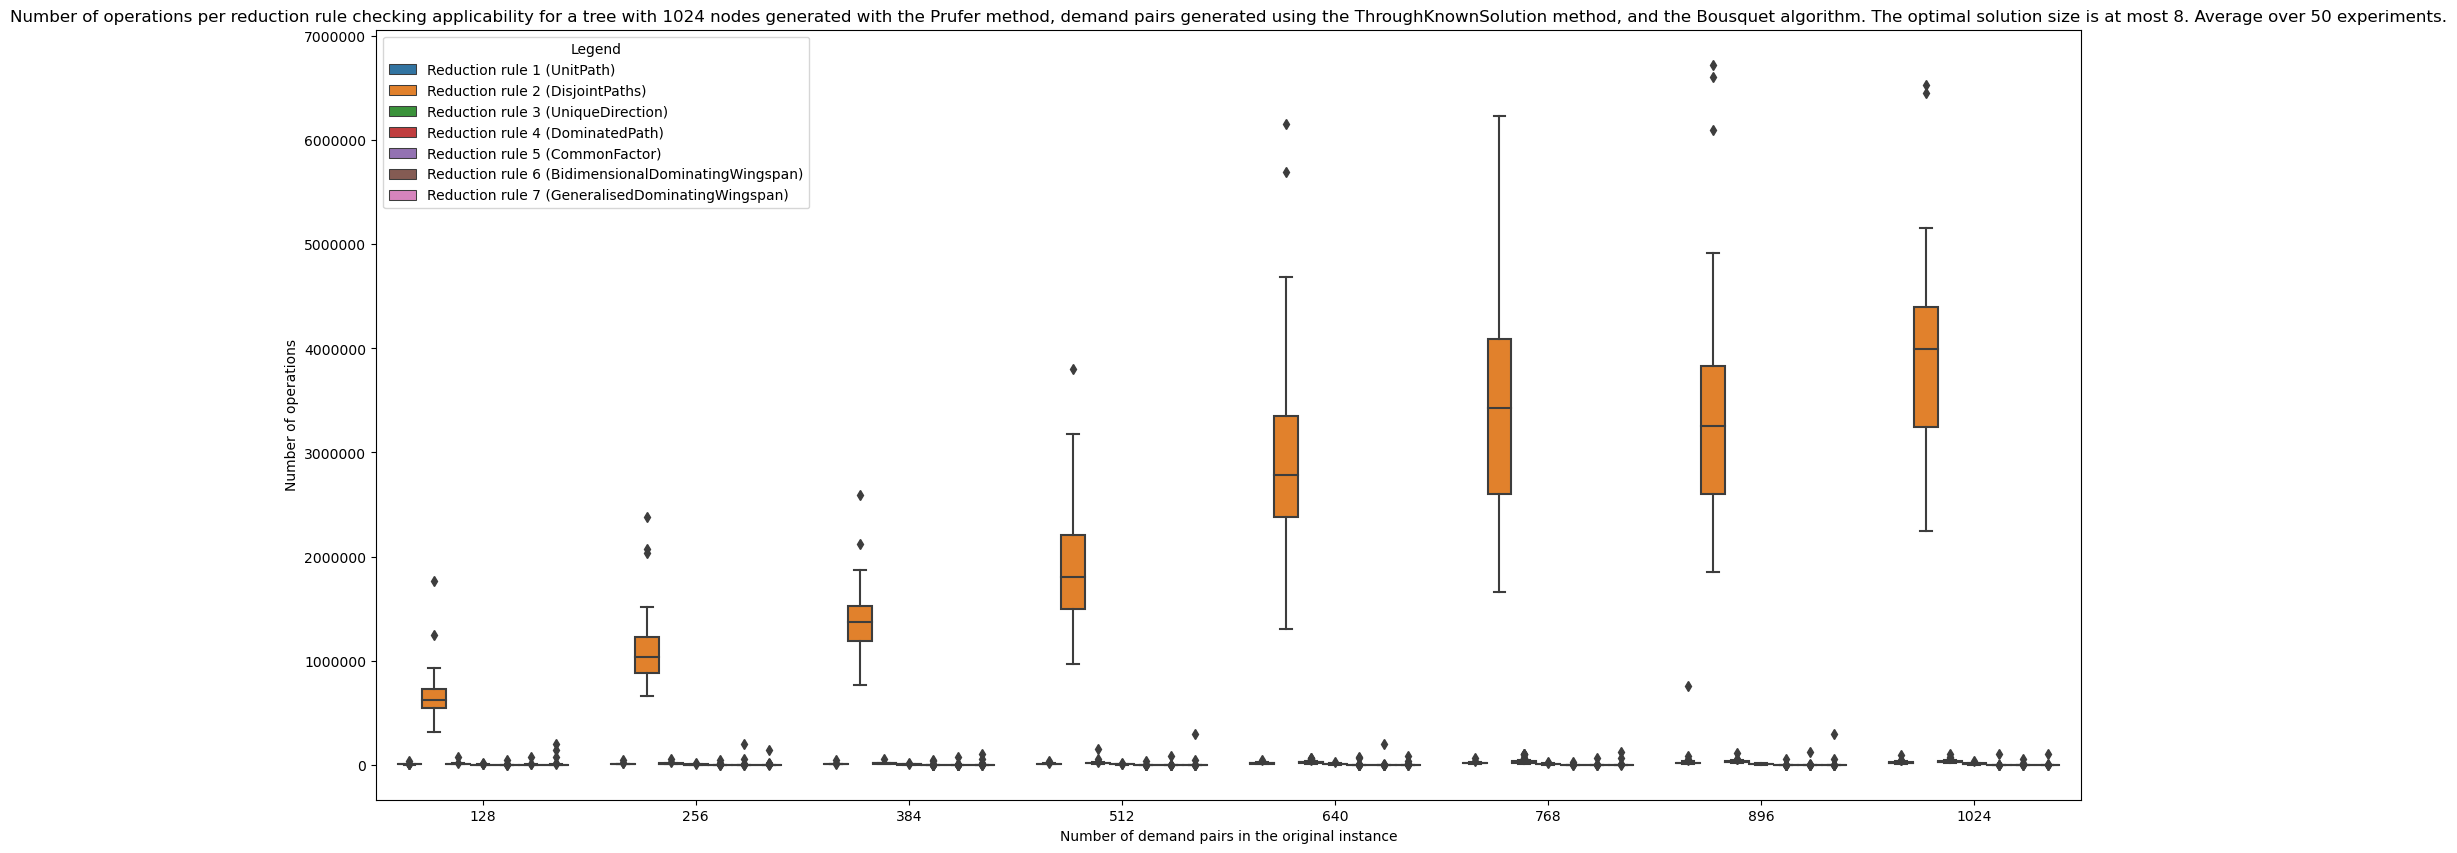 Number of operations per reduction rule checking applicability for a tree with 1024 nodes generated with the Prufer method, demand pairs generated using the ThroughKnownSolution method, and the Bousquet algorithm. The optimal solution size is at most 8. Average over 50 experiments.
Legend
Reduction rule 1 (UnitPath)
Reduction rule 2 (DisjointPaths)
Reduction rule 3 (UniqueDirection)
Reduction rule 4 (DominatedPath)
Reduction rule 5 (CommonFactor)
Reduction rule 6 (BidimensionalDominatingWingspan)
Reduction rule 7 (GeneralisedDominatingWingspan)
Number of operations
7000000
6000000
5000000
4000000
3000000
2000000
1000000
0
128 256 384 512 640 768 896 1024
Number of demand pairs in the original instance